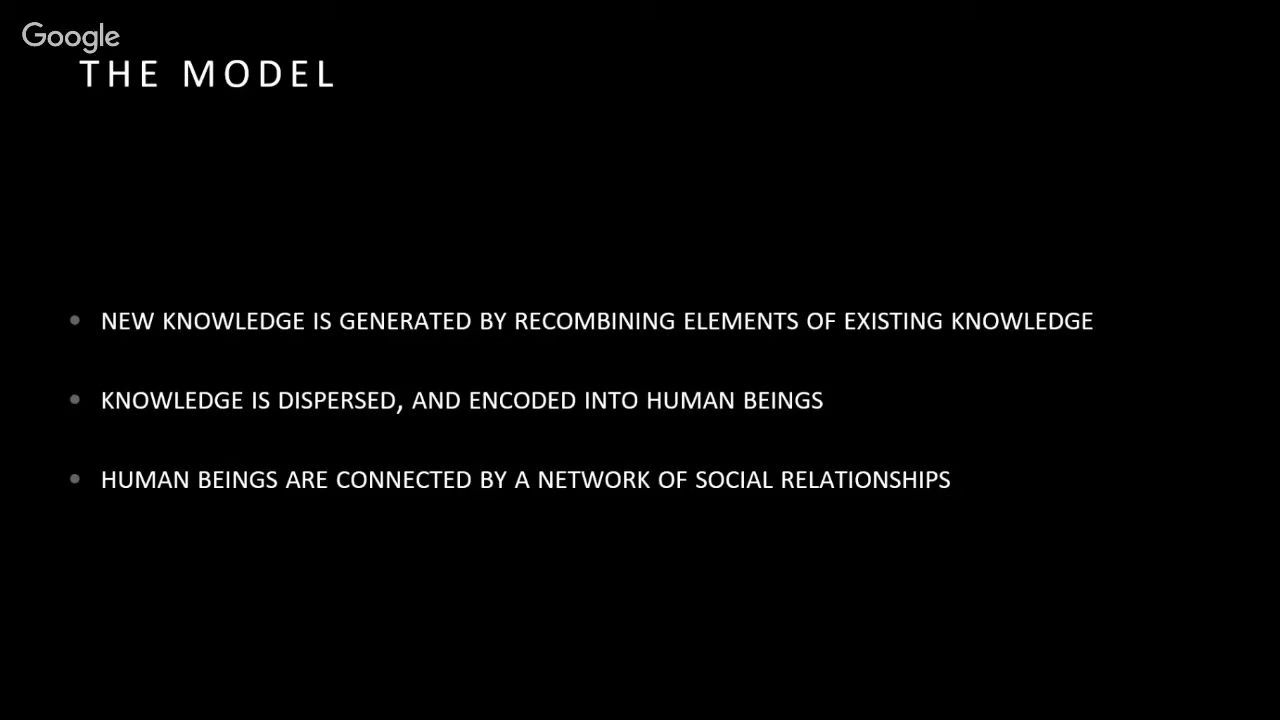 Google
THE MODEL
• NEW KNOWLEDGE IS GENERATED BY RECOMBINING ELEMENTS OF EXISTING KNOWLEDGE
• KNOWLEDGE IS DISPERSED, AND ENCODED INTO HUMAN BEINGS
• HUMAN BEINGS ARE CONNECTED BY A NETWORK OF SOCIAL RELATIONSHIPS